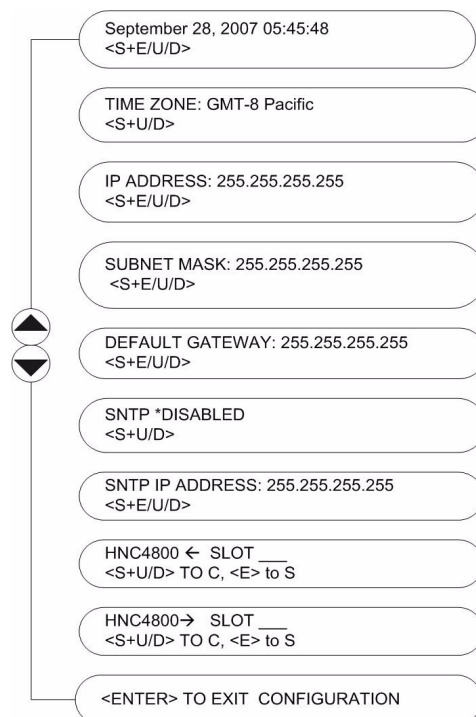 September 28, 2007 05:45:48
<S+E/U/D>
TIME ZONE: GMT-8 Pacific
<S+U/D>
IP ADDRESS: 255.255.255.255
<S+E/U/D>
SUBNET MASK: 255.255.255.255
<S+E/U/D>
DEFAULT GATEWAY: 255.255.255.255
<S+E/U/D>
SNTP *DISABLED
<S+U/D>
SNTP IP ADDRESS: 255.255.255.255
<S+E/U/D>
HNC4800 ← SLOT ___
<S+U/D> TO C, <E> to S
HNC4800→ SLOT ___
<S+U/D> TO C, <E> to S
<ENTER> TO EXIT CONFIGURATION